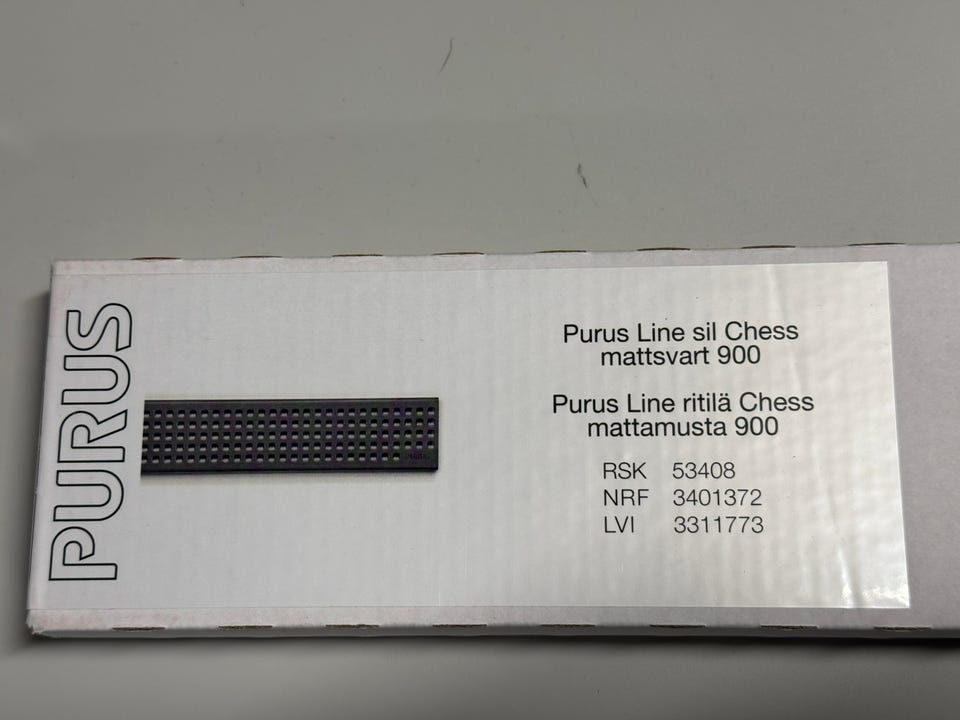 PURUS
Purus Line sil Chess
mattsvart 900
Purus Line ritilä Chess
mattamusta 900
RSK 53408
NRF 3401372
LVI 3311773